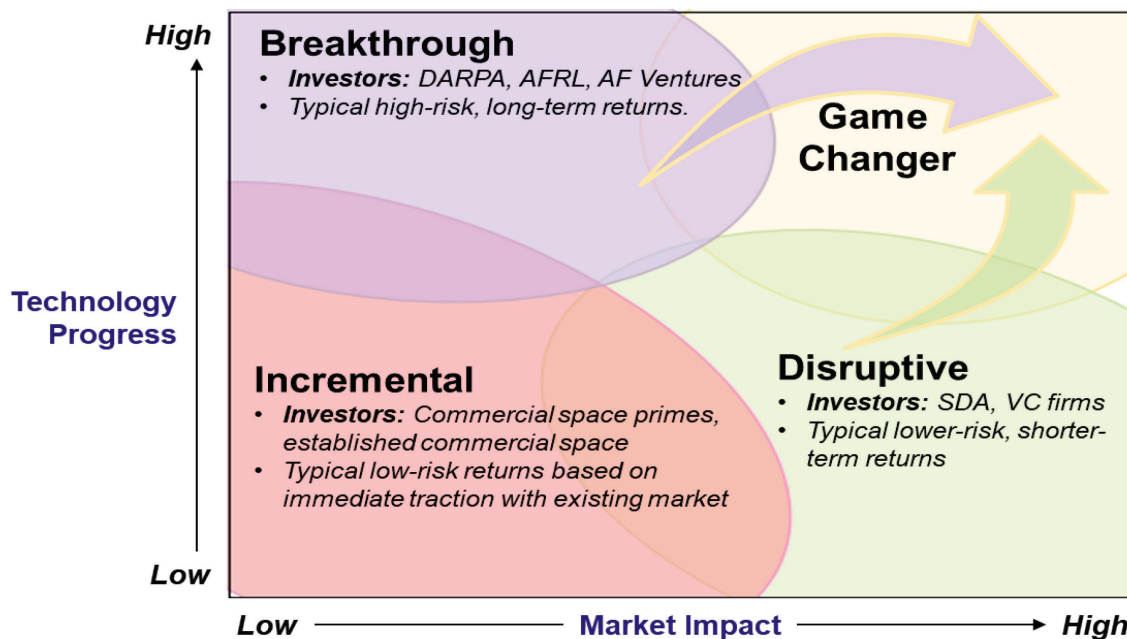 High
Breakthrough
• Investors: DARPA, AFRL, AF Ventures
• Typical high-risk, long-term returns.
Game
Changer
Technology
Progress
Incremental
• Investors: Commercial space primes,
established commercial space
• Typical low-risk returns based on
immediate traction with existing market
Disruptive
• Investors: SDA, VC firms
• Typical lower-risk, shorter-
term returns
Low
Low Market Impact High